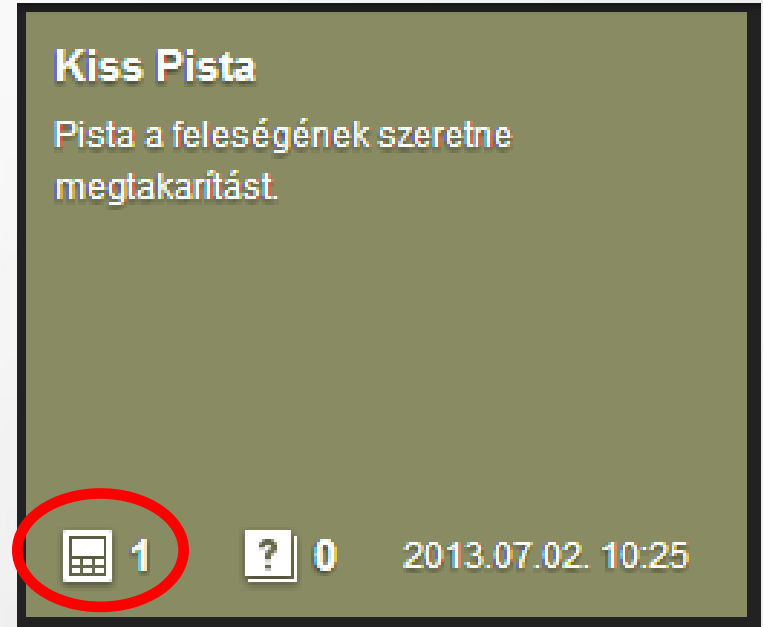 Kiss Pista
Pista a feleségének szeretne
megtakarítást.
1 ? 0 2013.07.02. 10:25